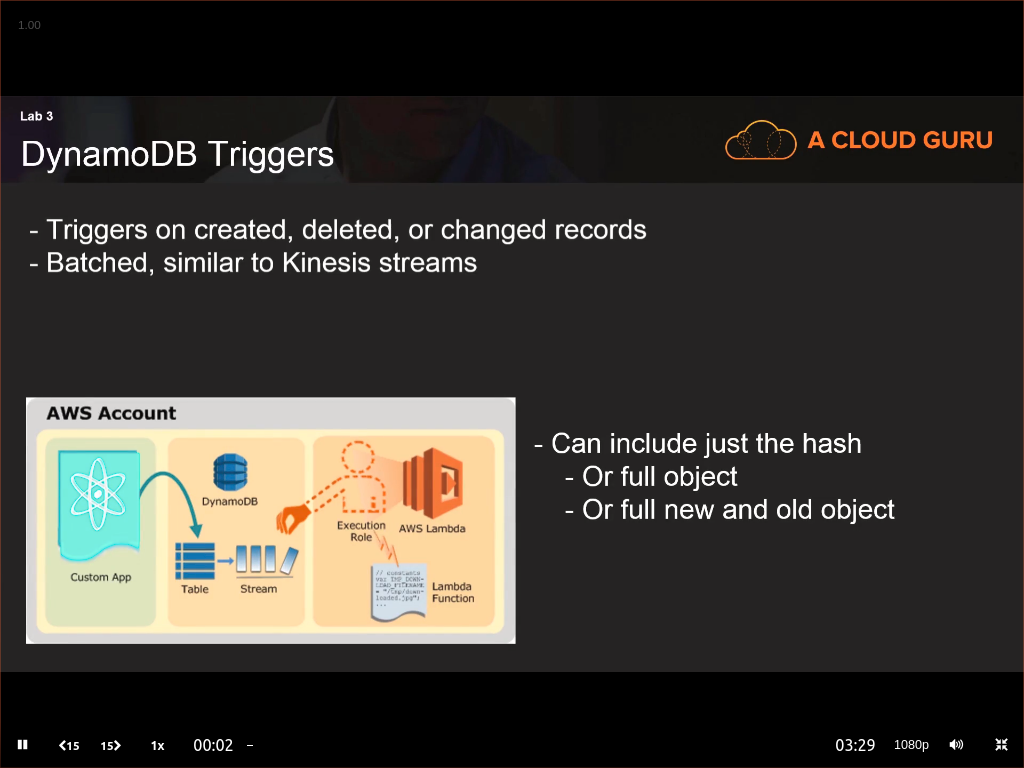 1.00
Lab 3
DynamoDB Triggers
A CLOUD GURU
- Triggers on created, deleted, or changed records
- Batched, similar to Kinesis streams
AWS Account
DynamoDB
Custom App
Table
Stream
Execution
Role
AWS Lambda
// constants
var TMP_DOWN-
LOAD_FILENAME
= "/tmp/down-
loaded.jpg";
...
Lambda
Function
- Can include just the hash
- Or full object
- Or full new and old object
15
15
1x
00:02
03:29
1080p